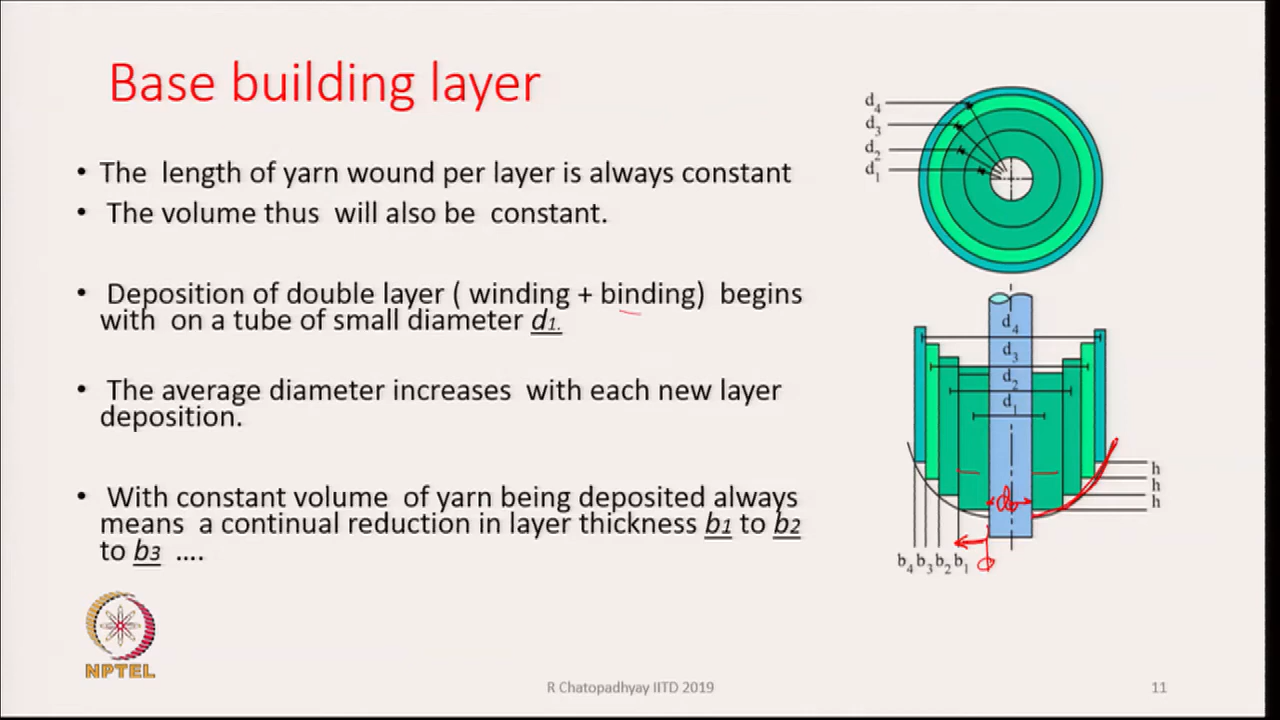 Base building layer
• The length of yarn wound per layer is always constant
• The volume thus will also be constant.
• Deposition of double layer ( winding + binding) begins
with on a tube of small diameter d1.
• The average diameter increases with each new layer
deposition.
• With constant volume of yarn being deposited always
means a continual reduction in layer thickness b1 to b2
to b3 ....
d4
d3
d2
d1
d4
d3
d2
d1
h
h
h
do
b4 b3 b2 b1
NPTEL
R Chatopadhyay IITD 2019
11